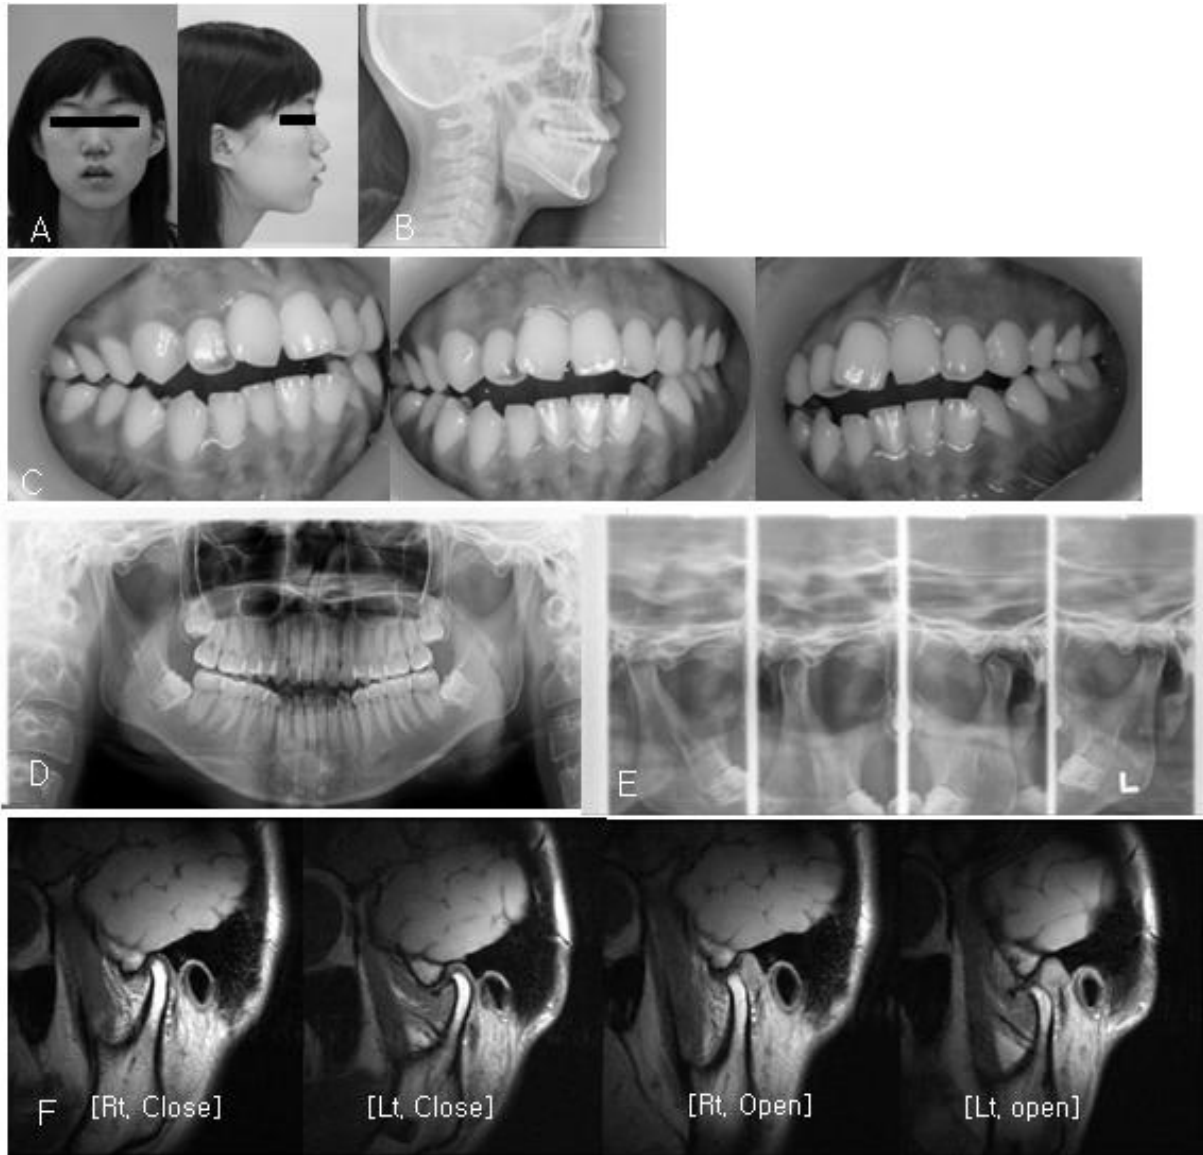 A
B
C
D
E
L
F
[Rt, Close]
[Lt, Close]
[Rt, Open]
[Lt, open]